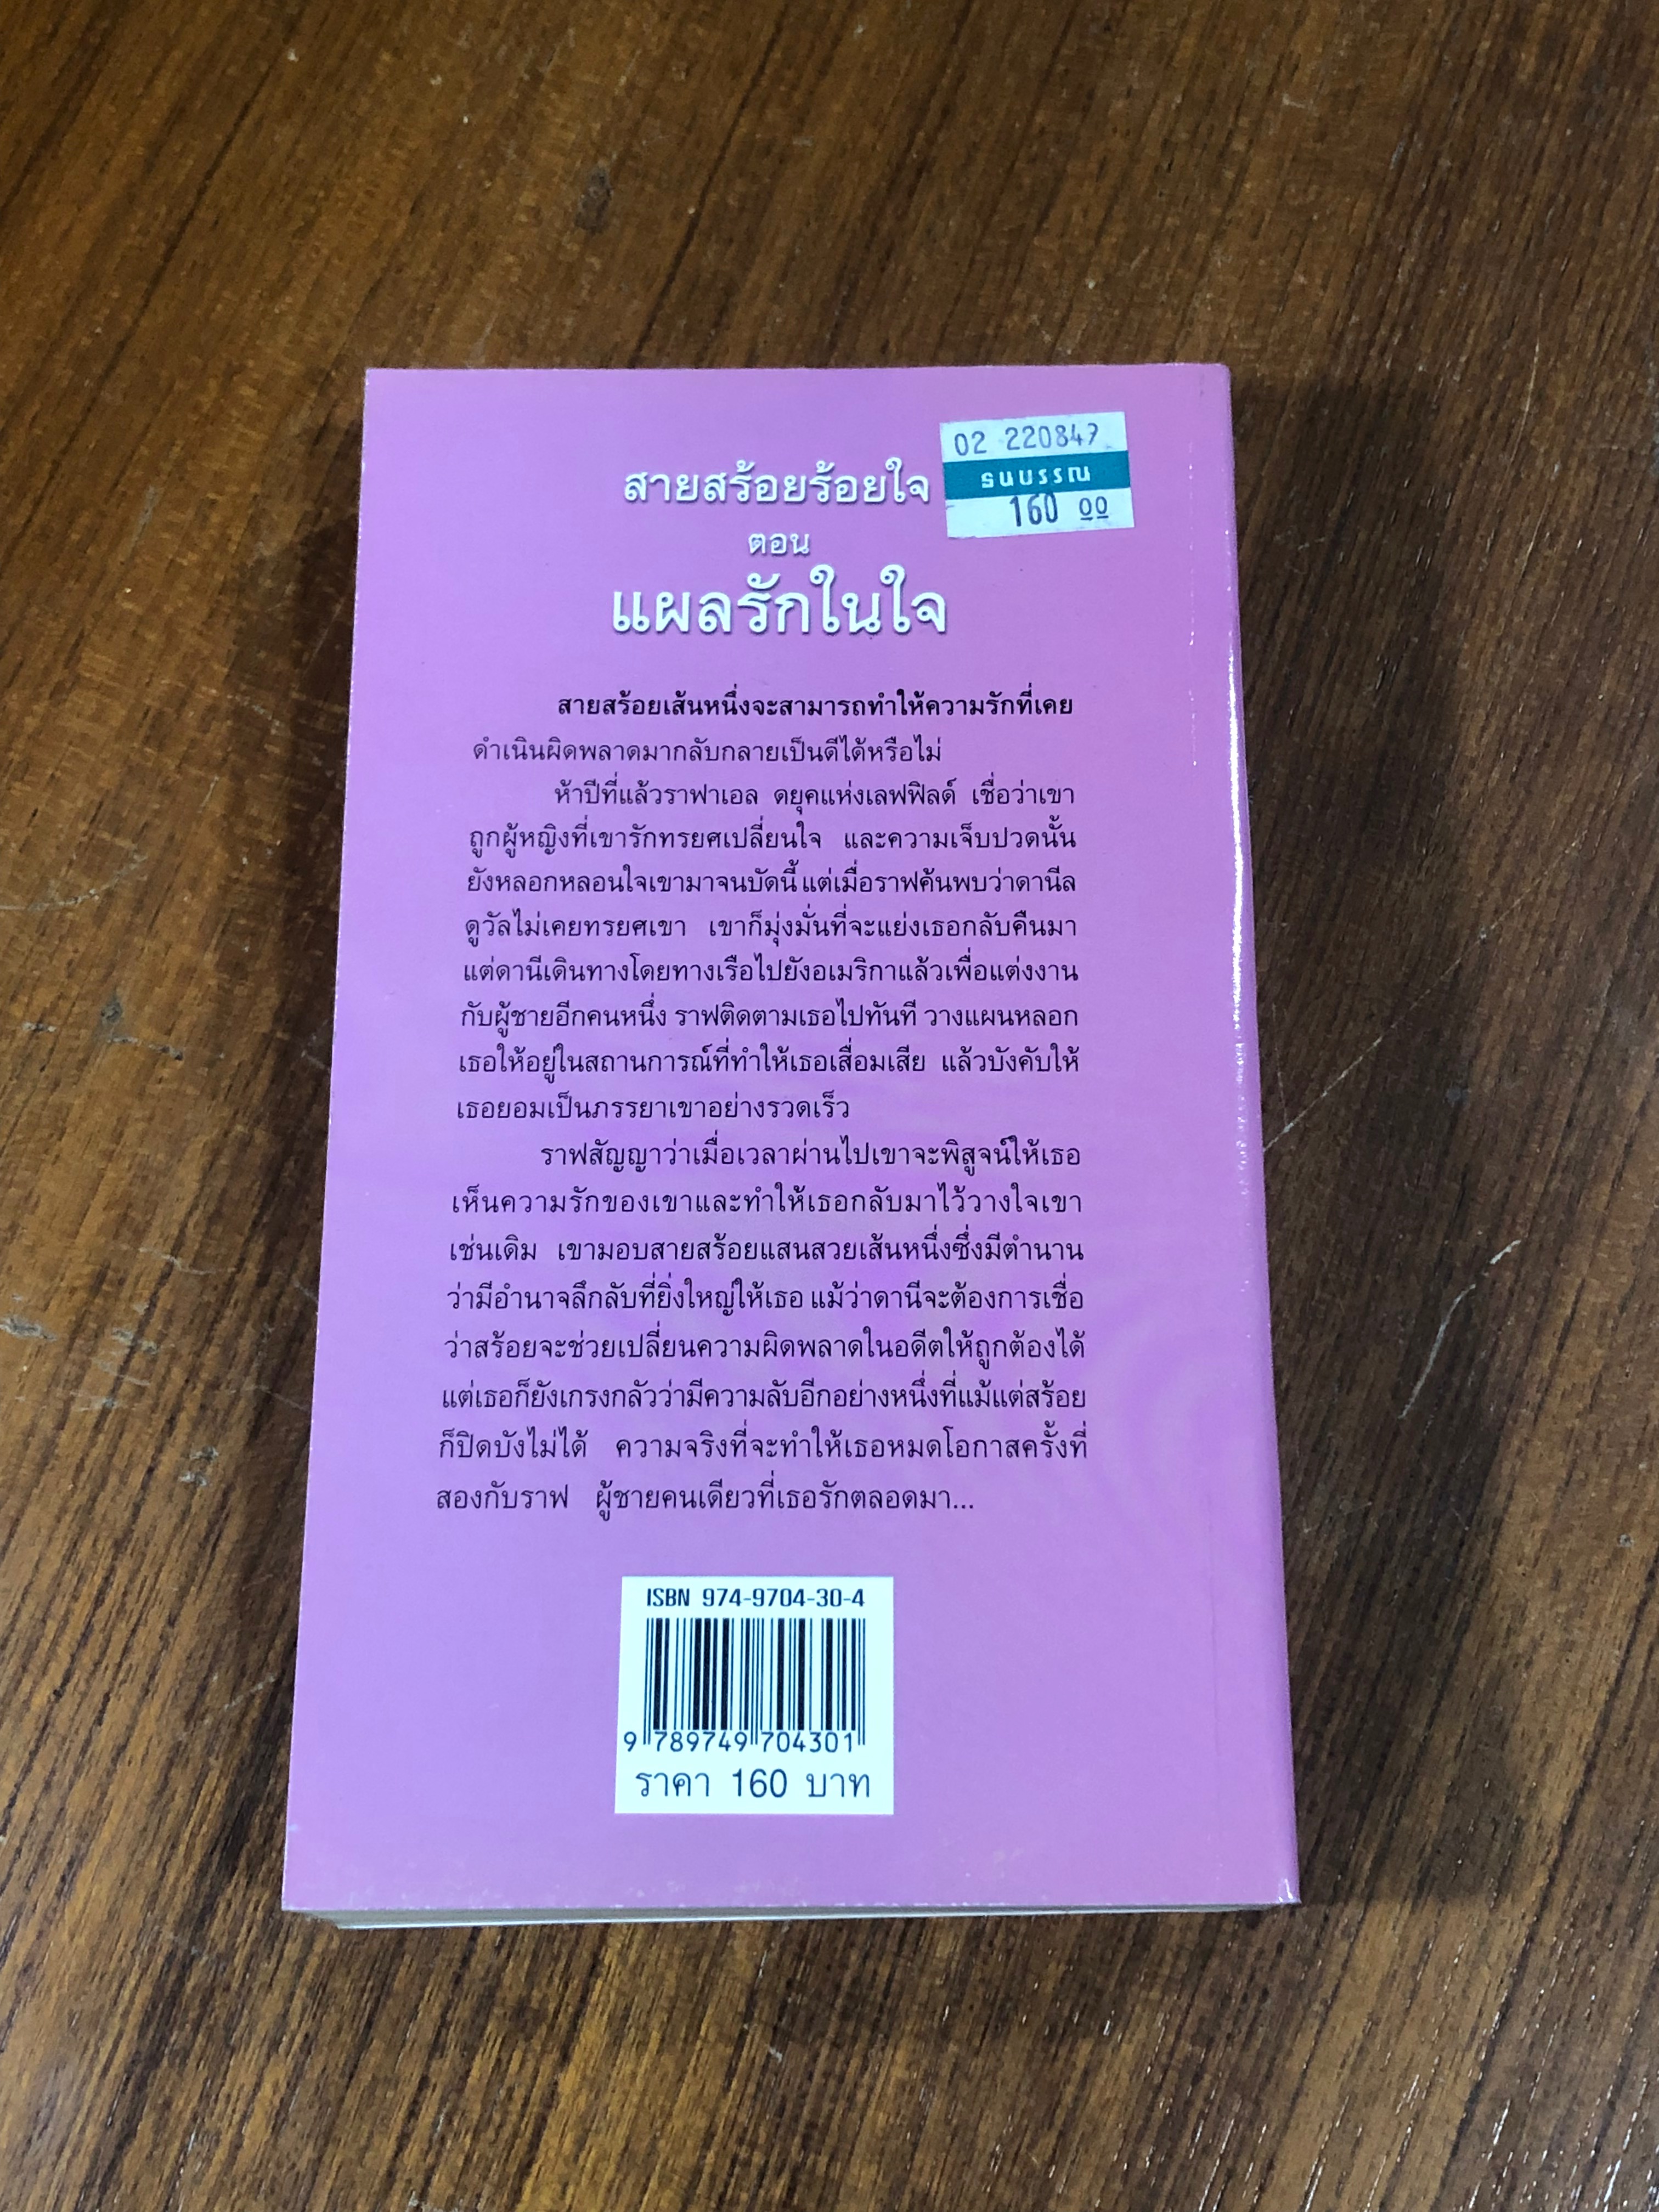 02 220847
ธนบรรณ
160 00
สายสร้อยร้อยใจ
ตอน
แผลรักในใจ
สายสร้อยเส้นหนึ่งจะสามารถทำให้ความรักที่เคย
ดำเนินผิดพลาดมากลับกลายเป็นดีได้หรือไม่
ห้าปีที่แล้วราฟาเอล ดยุคแห่งเลฟฟิลด์ เชื่อว่าเขา
ถูกผู้หญิงที่เขารักทรยศเปลี่ยนใจ และความเจ็บปวดนั้น
ยังหลอกหลอนใจเขามาจนบัดนี้ แต่เมื่อราฟค้นพบว่าดานีล
ดูวัลไม่เคยทรยศเขา เขาก็มุ่งมั่นที่จะแย่งเธอกลับคืนมา
แต่ดานีเดินทางโดยทางเรือไปยังอเมริกาแล้วเพื่อแต่งงาน
กับผู้ชายอีกคนหนึ่ง ราฟติดตามเธอไปทันที วางแผนหลอก
เธอให้อยู่ในสถานการณ์ที่ทำให้เธอเสื่อมเสีย แล้วบังคับให้
เธอยอมเป็นภรรยาเขาอย่างรวดเร็ว
ราฟสัญญาว่าเมื่อเวลาผ่านไปเขาจะพิสูจน์ให้เธอ
เห็นความรักของเขาและทำให้เธอกลับมาไว้วางใจเขา
เช่นเดิม เขามอบสายสร้อยแสนสวยเส้นหนึ่งซึ่งมีตำนาน
ว่ามีอำนาจลึกลับที่ยิ่งใหญ่ให้เธอ แม้ว่าดานีจะต้องการเชื่อ
ว่าสร้อยจะช่วยเปลี่ยนความผิดพลาดในอดีตให้ถูกต้องได้
แต่เธอก็ยังเกรงกลัวว่ามีความลับอีกอย่างหนึ่งที่แม้แต่สร้อย
ก็ปิดบังไม่ได้ ความจริงที่จะทำให้เธอหมดโอกาสครั้งที่
สองกับราฟ ผู้ชายคนเดียวที่เธอรักตลอดมา...
ISBN 974-9704-30-4
9 789749 704301
ราคา 160 บาท